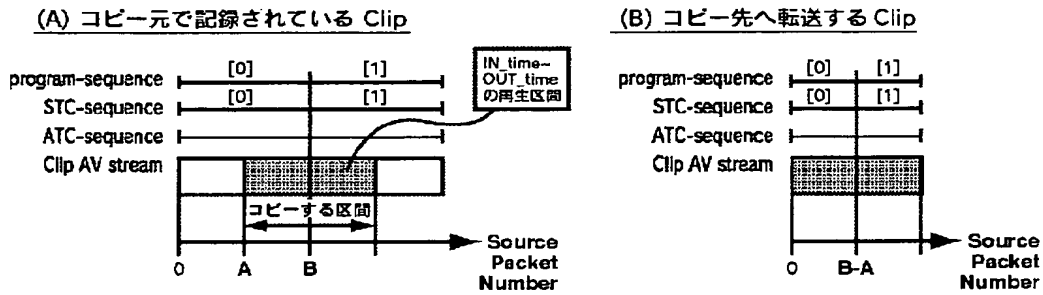 (A) コピー元で記録されている Clip
IN_time–
OUT_time
の再生区間
program-sequence [0] [1]
STC-sequence [0] [1]
ATC-sequence
Clip AV stream
コピーする区間
0 A B
Source
Packet
Number
(B) コピー先へ転送する Clip
program-sequence [0] [1]
STC-sequence [0] [1]
ATC-sequence
Clip AV stream
0 B-A
Source
Packet
Number